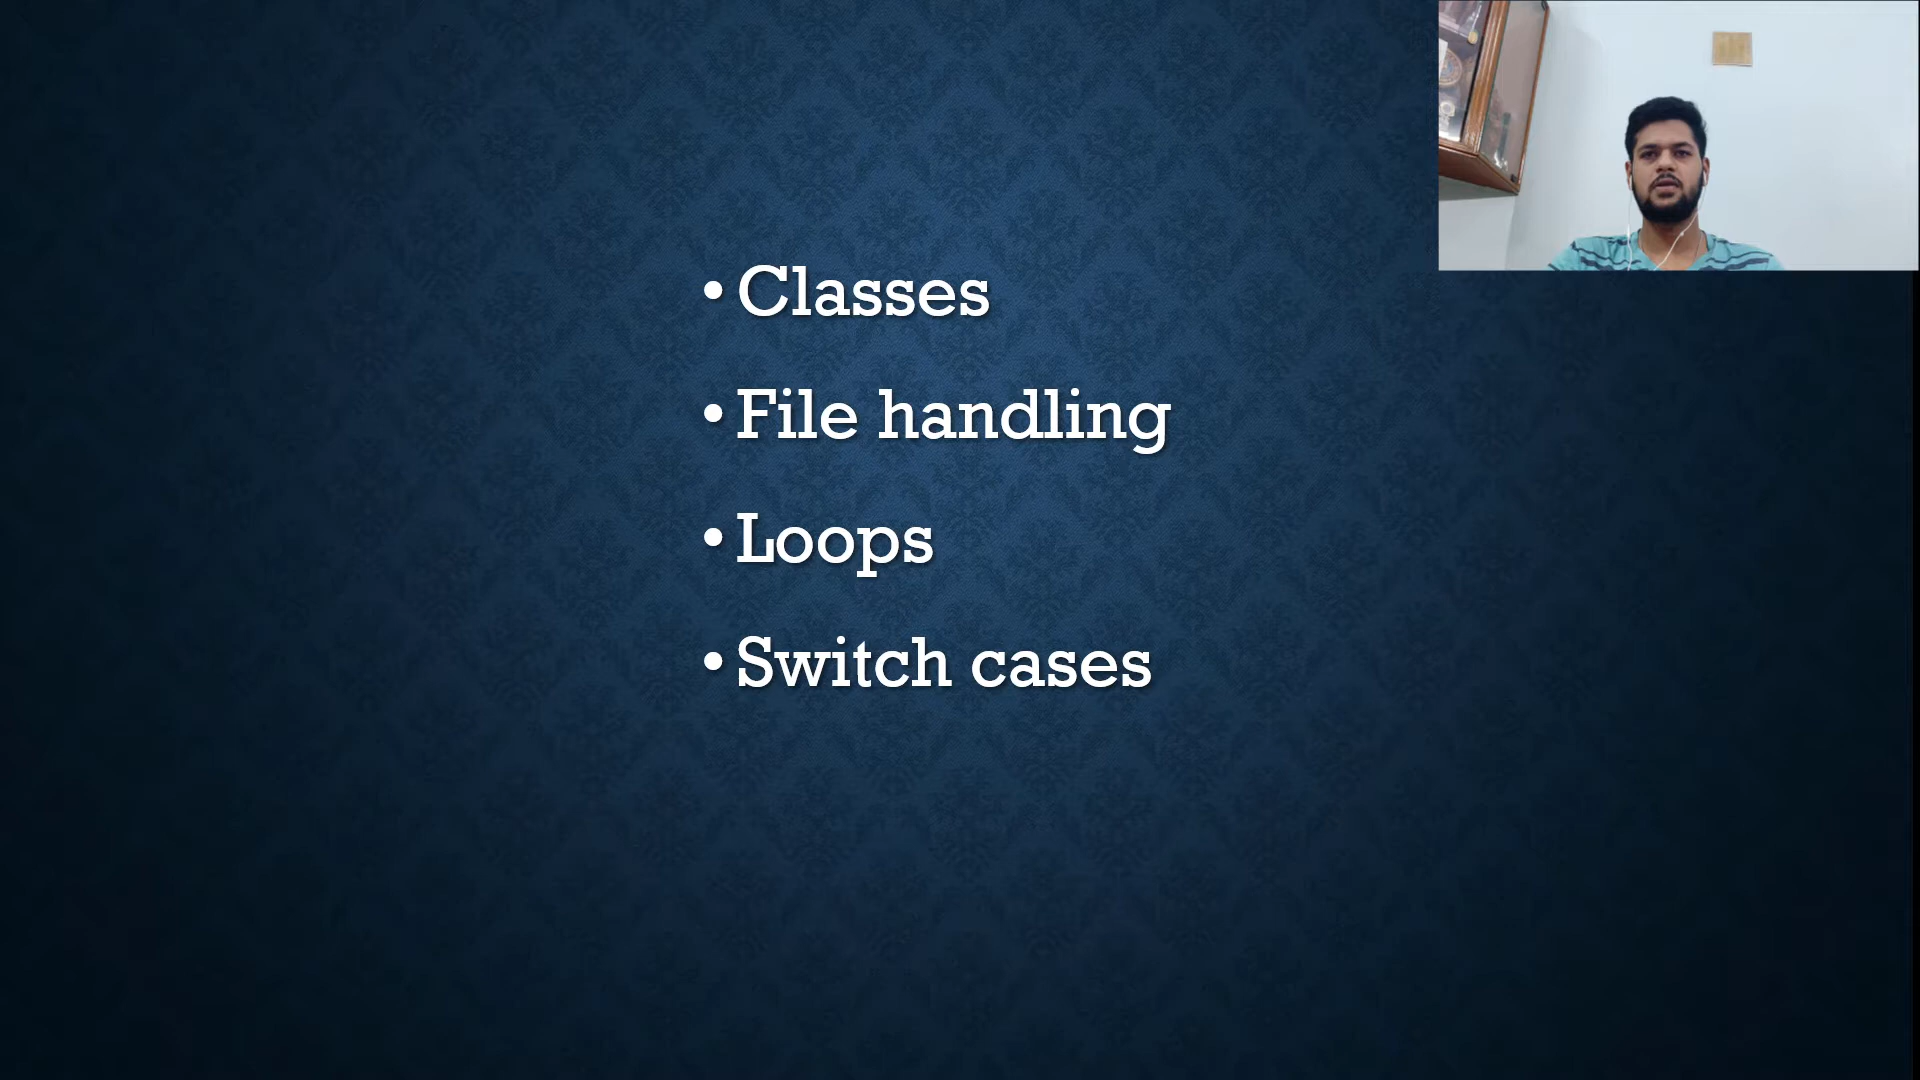 • Classes
• File handling
• Loops
• Switch cases